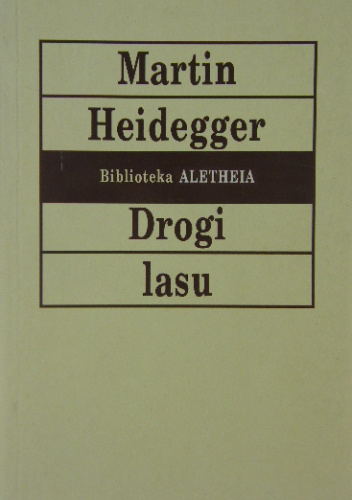 Martin
Heidegger
Biblioteka ALETHEIA
Drogi
lasu